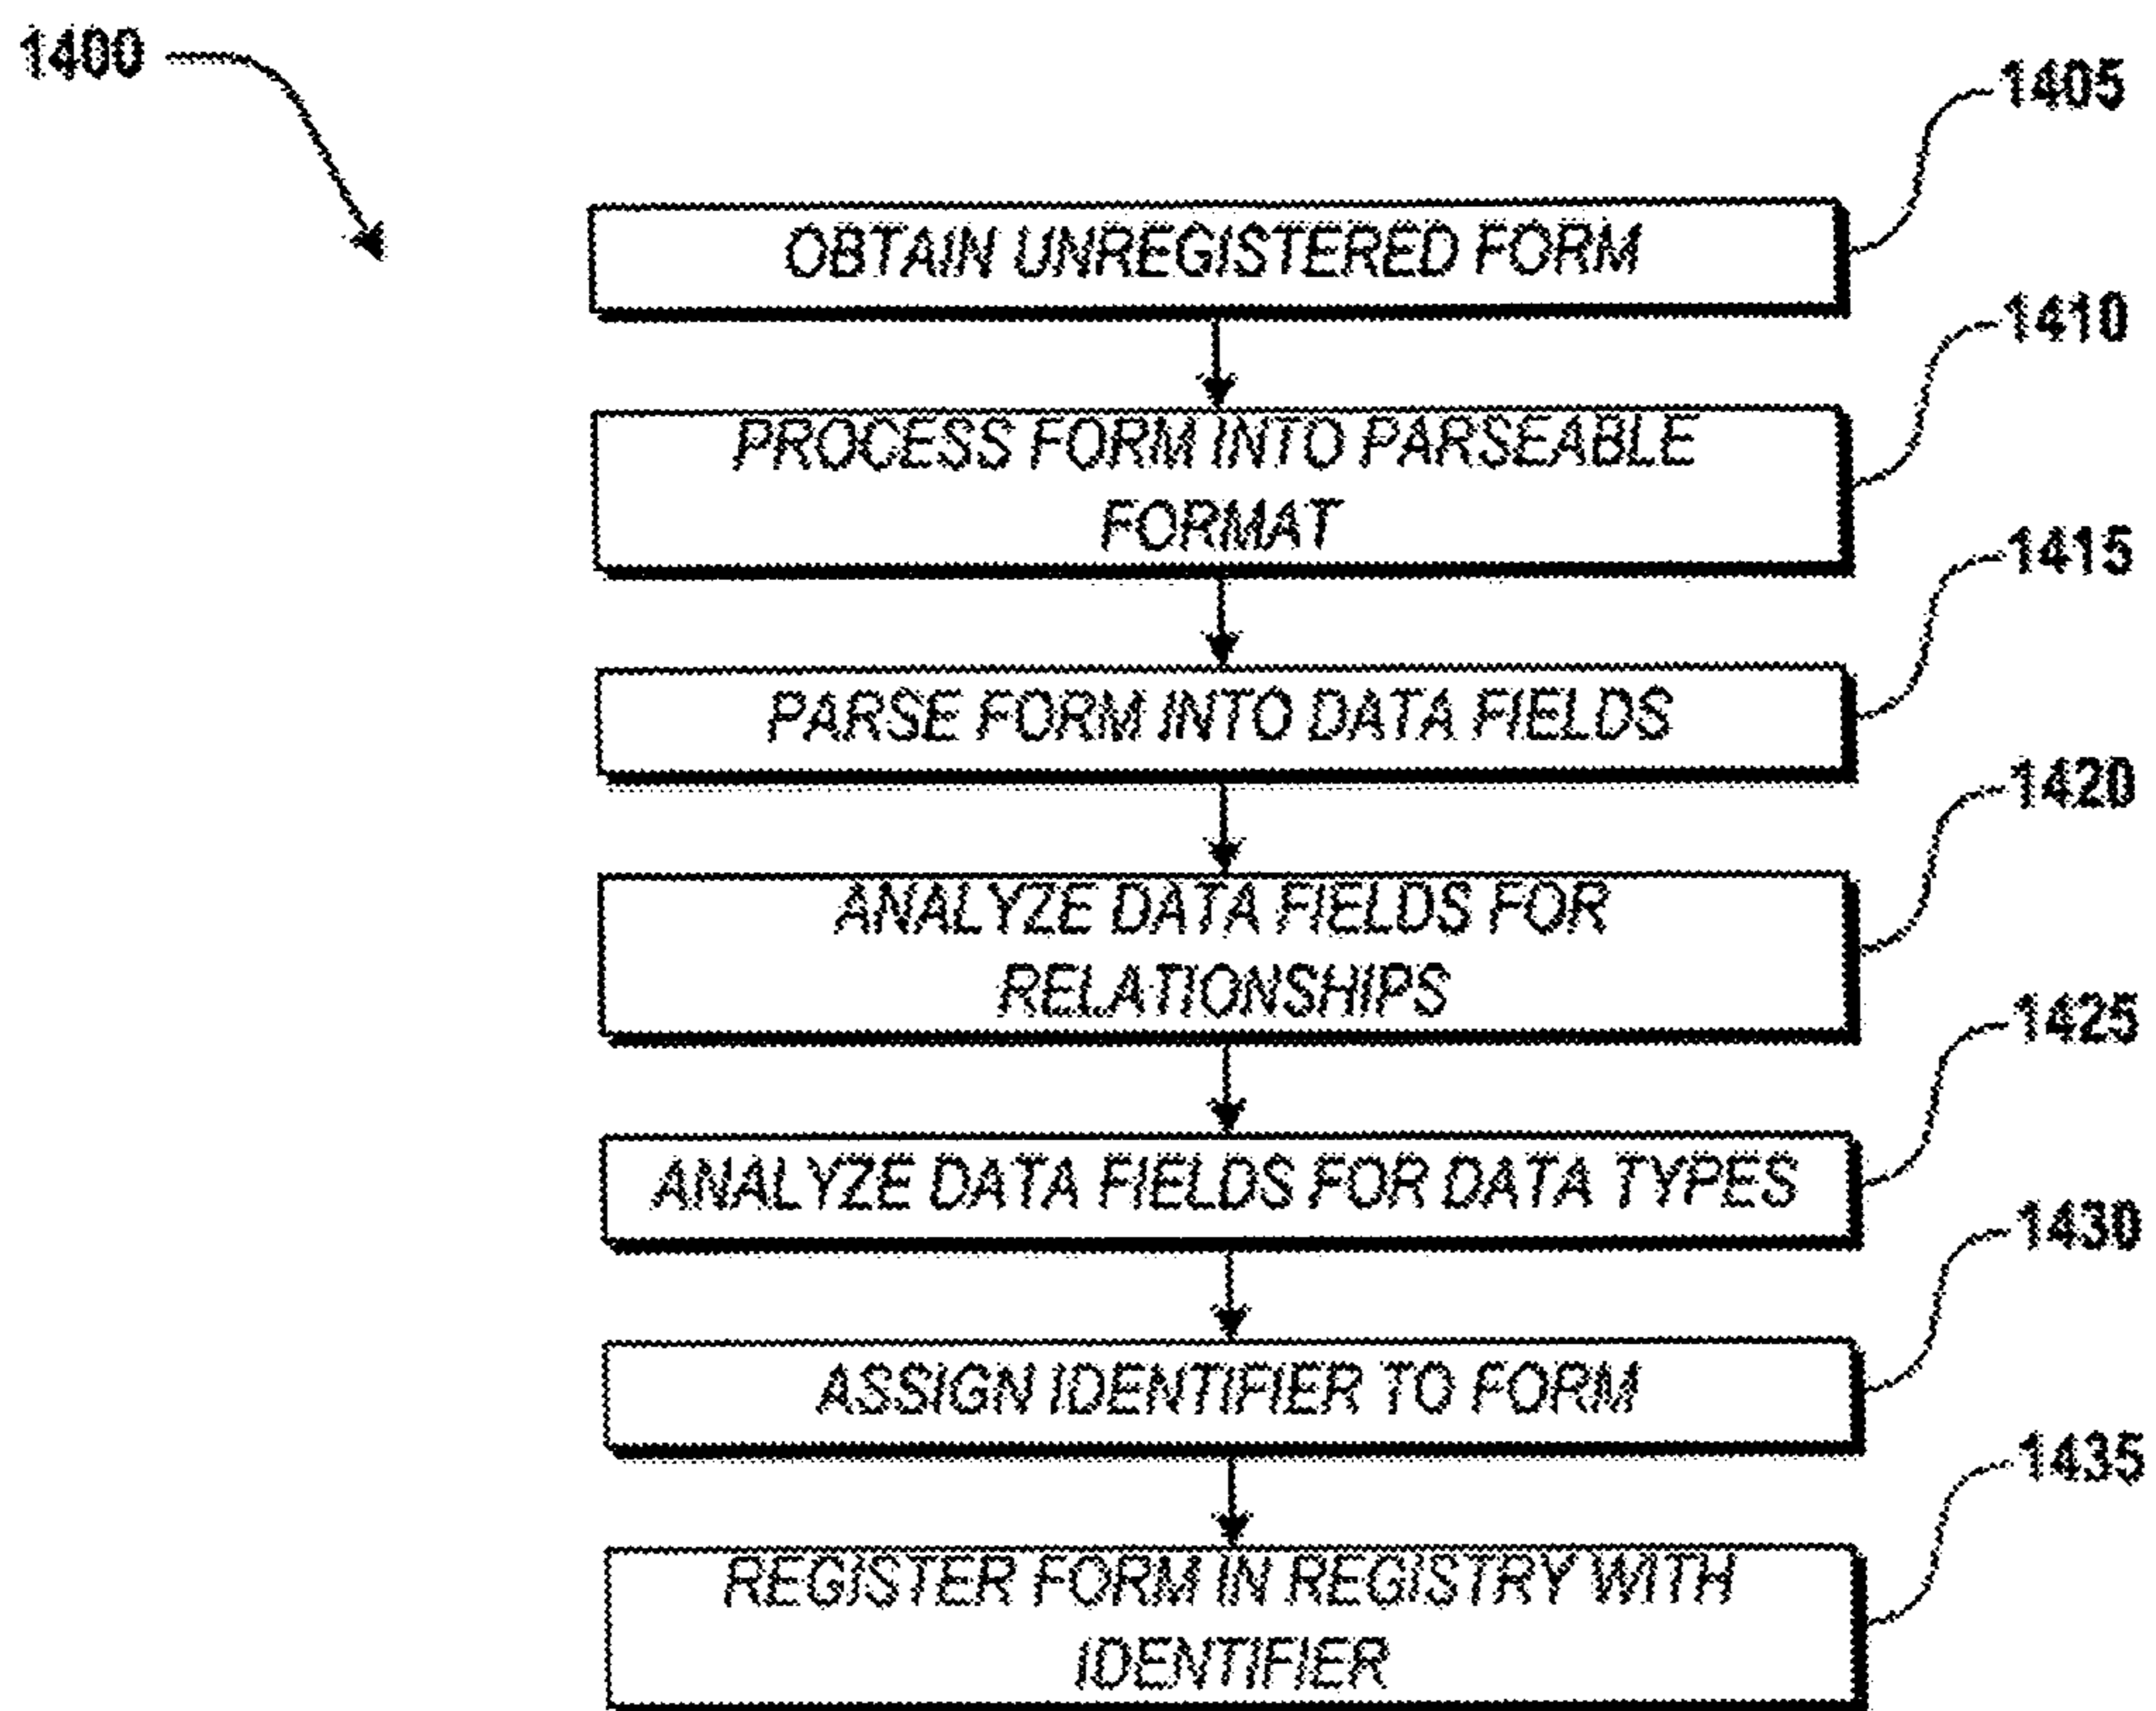 1400
1405
OBTAIN UNREGISTERED FORM
1410
PROCESS FORM INTO PARSEABLE
FORMAT
1415
PARSE FORM INTO DATA FIELDS
1420
ANALYZE DATA FIELDS FOR
RELATIONSHIPS
1425
ANALYZE DATA FIELDS FOR DATA TYPES
1430
ASSIGN IDENTIFIER TO FORM
1435
REGISTER FORM IN REGISTRY WITH
IDENTIFIER